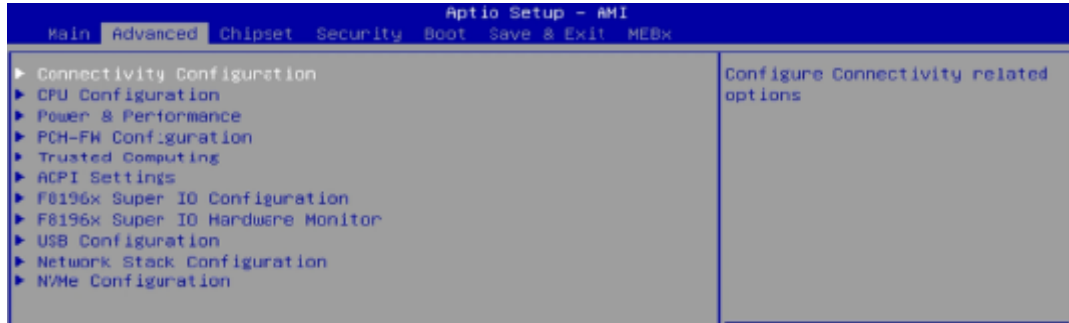 Aptio Setup - AMI
Main Advanced Chipset Security Boot Save & Exit MEBx
Connectivity Configuration
CPU Configuration
Power & Performance
PCH-FW Configuration
Trusted Computing
ACPI Settings
F8196x Super IO Configuration
F8196x Super IO Hardware Monitor
USB Configuration
Network Stack Configuration
NVMe Configuration
Configure Connectivity related
options